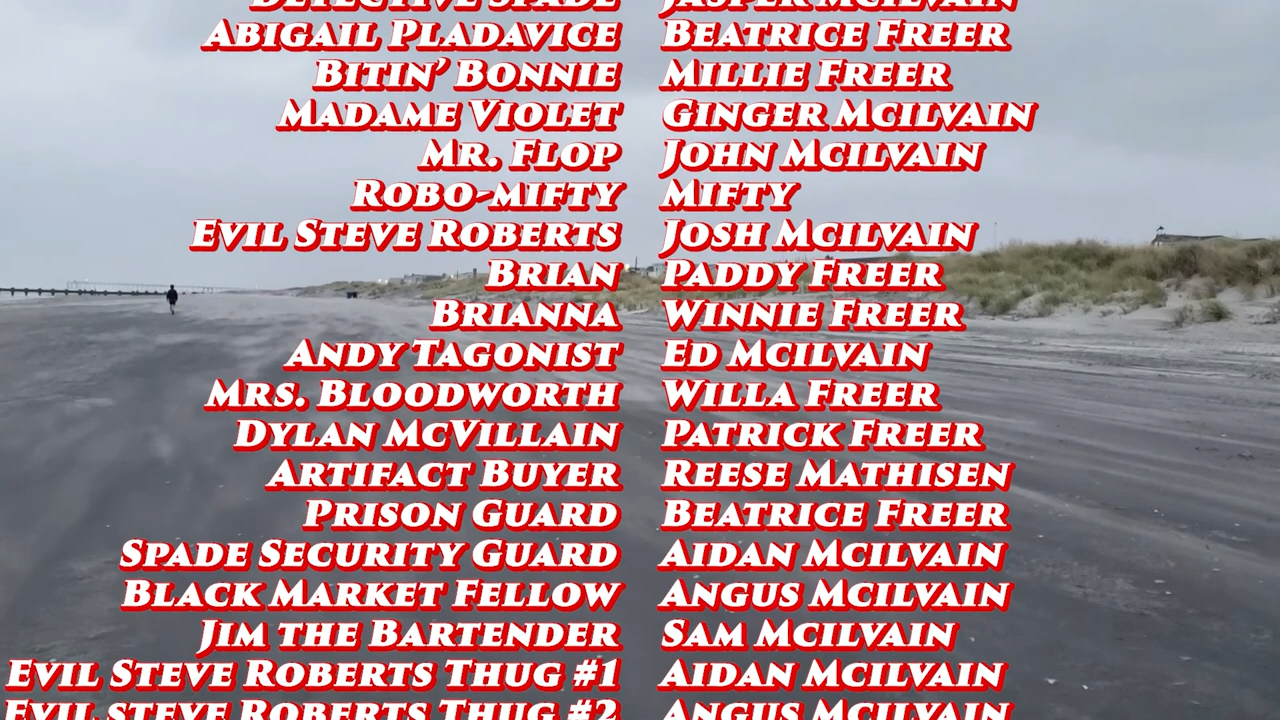 Detective Spade Jasper McIlvain
Abigail Pladavice Beatrice Freer
Bitin' Bonnie Millie Freer
Madame Violet Ginger McIlvain
Mr. Flop John McIlvain
Robo-mifty Mifty
Evil Steve Roberts Josh McIlvain
Brian Paddy Freer
Brianna Winnie Freer
Andy Tagonist Ed McIlvain
Mrs. Bloodworth Willa Freer
Dylan McVillain Patrick Freer
Artifact Buyer Reese Mathisen
Prison Guard Beatrice Freer
Spade Security Guard Aidan McIlvain
Black Market Fellow Angus McIlvain
Jim the Bartender Sam McIlvain
Evil Steve Roberts Thug #1 Aidan McIlvain
Evil steve Roberts Thug #2 Angus McIlvain